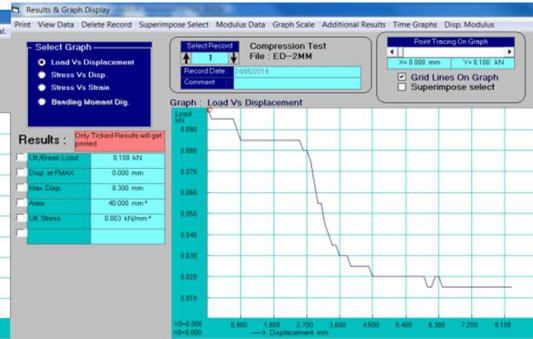 Results & Graph Display
Print View Data Delete Record Superimpose Select Modulus Data Graph Scale Additional Results Time Graphs Disp. Modulus
Select Graph
Load Vs Displacement
Stress Vs Disp.
Stress Vs Strain
Banding Moment Dig.
Select Record
1
Compression Test
File : ED--2MM
Record Date
24/05/2014
Comment
Point Tracing On Graph
X= 0.000 mm
Y= 0.100 kN
Grid Lines On Graph
Superimpose select
Graph : Load Vs Displacement
Results :
Only Ticked Results will get
printed
Ult./Break Load 0.100 kN
Disp. at FMAX 0.000 mm
Max. Disp. 8.300 mm
Area 40.000 mm²
Ult. Stress 0.003 kN/mm²
Load
kN
0.090
0.080
0.070
0.060
0.050
0.040
0.030
0.020
0.010
Y0=0.000
X0=0.000
0.900 1.800 2.700 3.600 4.500 5.400 6.300 7.200 8.100
Displacement mm